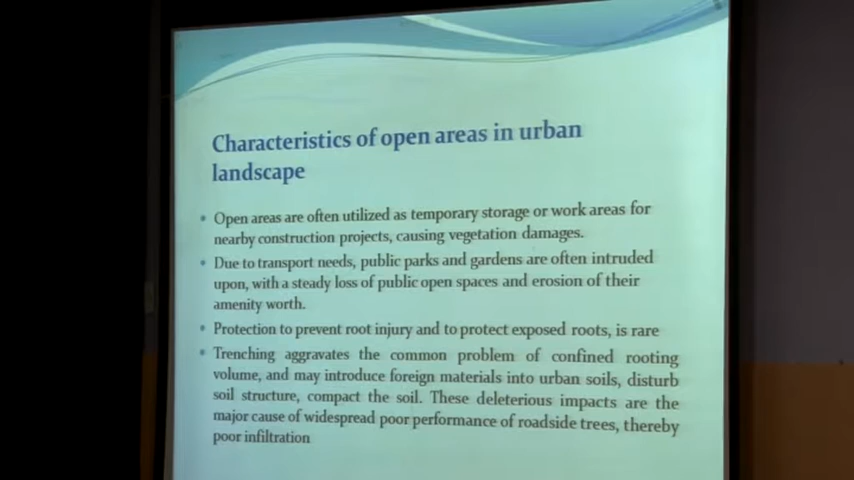 Characteristics of open areas in urban
landscape
• Open areas are often utilized as temporary storage or work areas for
nearby construction projects, causing vegetation damages.
• Due to transport needs, public parks and gardens are often intruded
upon, with a steady loss of public open spaces and erosion of their
amenity worth.
• Protection to prevent root injury and to protect exposed roots, is rare
• Trenching aggravates the common problem of confined rooting
volume, and may introduce foreign materials into urban soils, disturb
soil structure, compact the soil. These deleterious impacts are the
major cause of widespread poor performance of roadside trees, thereby
poor infiltration